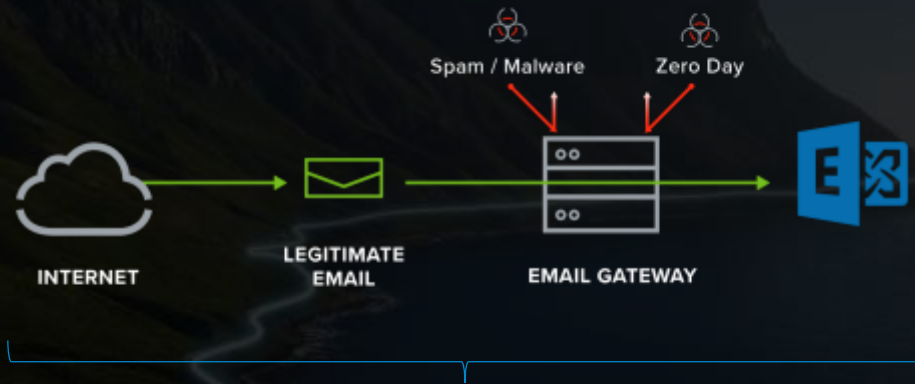 Spam / Malware
Zero Day
E
INTERNET
LEGITIMATE
EMAIL
EMAIL GATEWAY